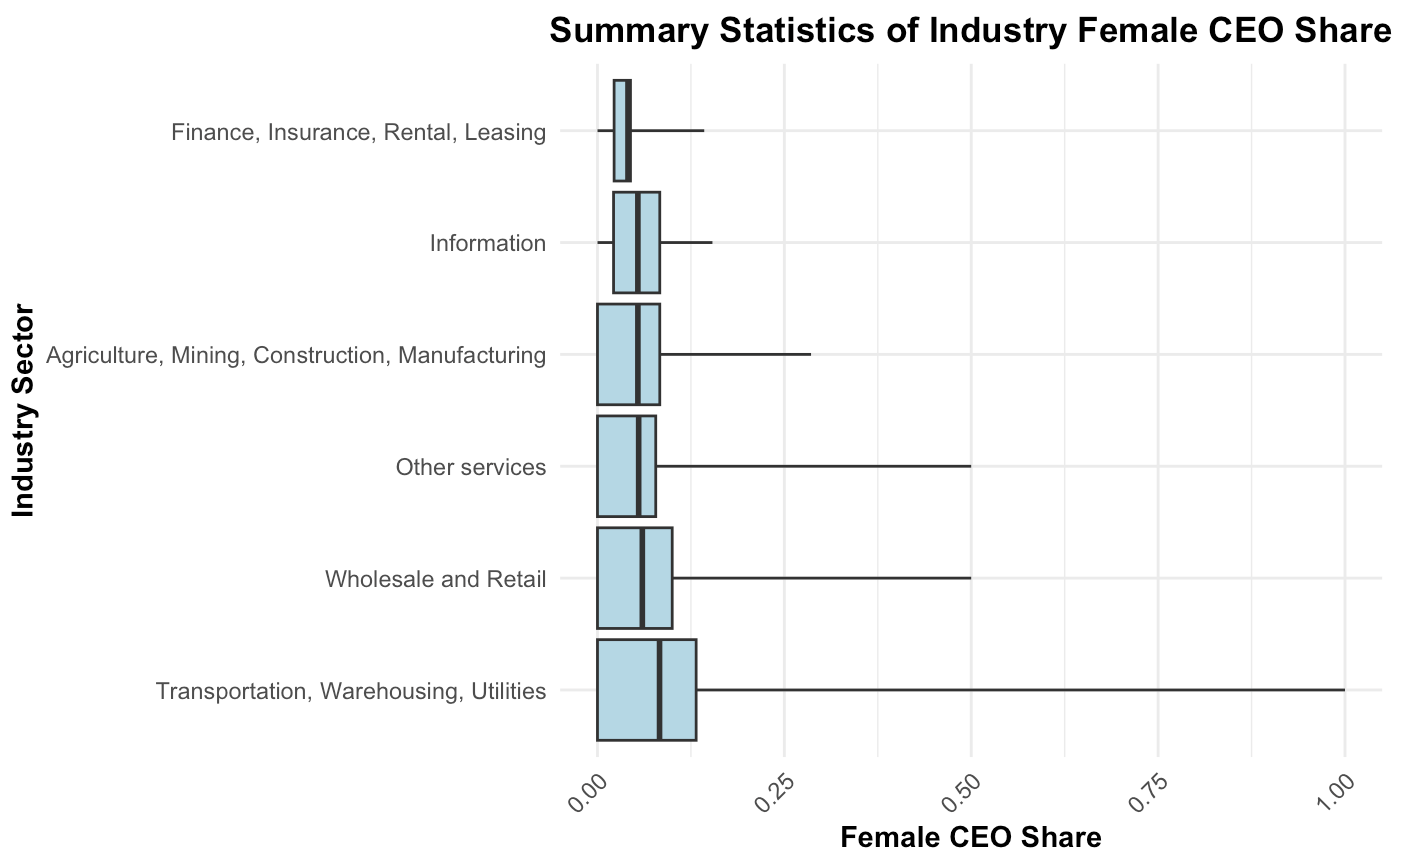 Summary Statistics of Industry Female CEO Share
Industry Sector
Finance, Insurance, Rental, Leasing
Information
Agriculture, Mining, Construction, Manufacturing
Other services
Wholesale and Retail
Transportation, Warehousing, Utilities
0.00
0.25
0.50
0.75
1.00
Female CEO Share